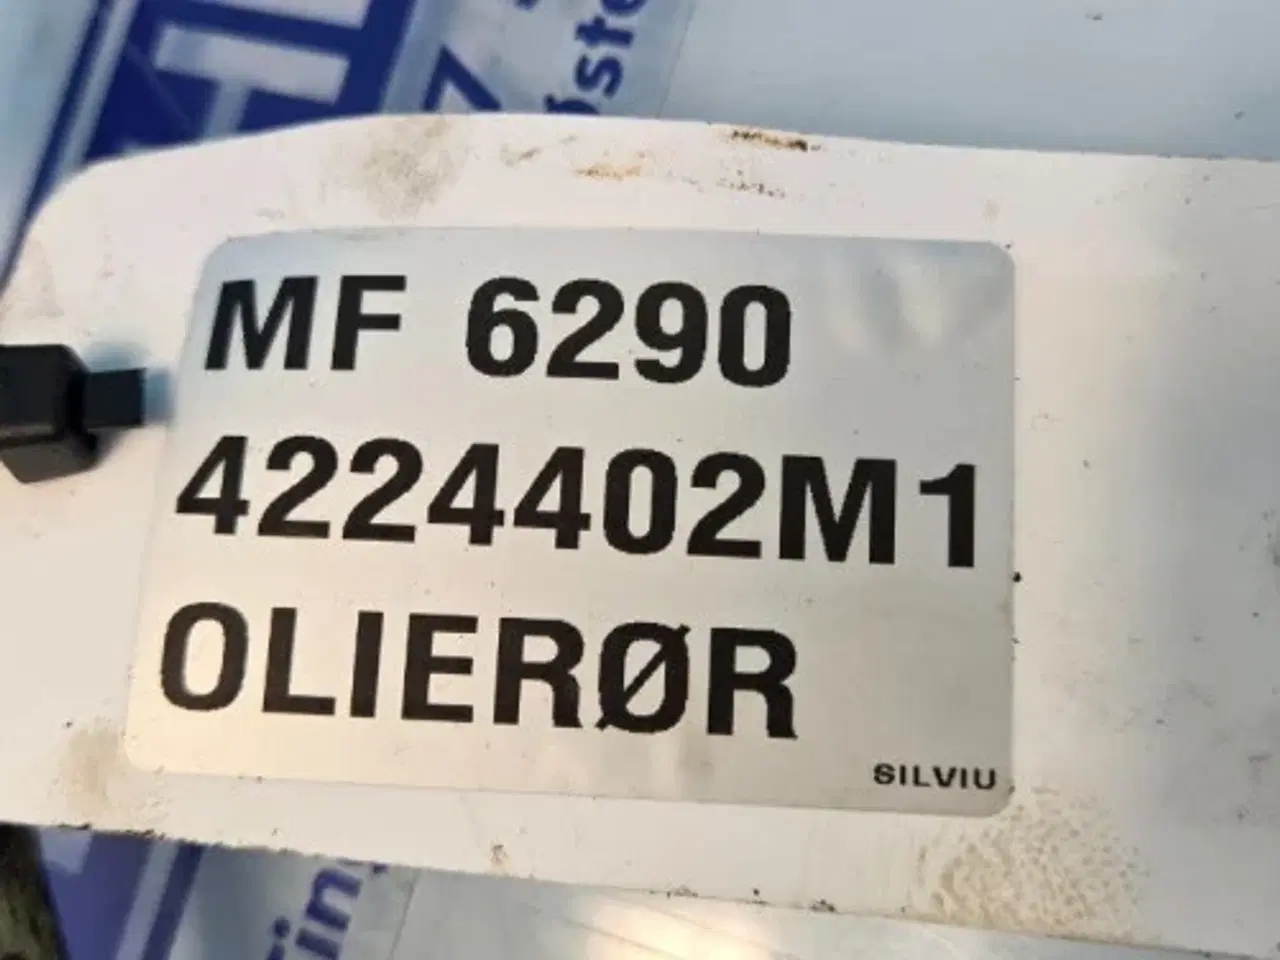 MF 6290
4224402M1
OLIERØR
SILVIU